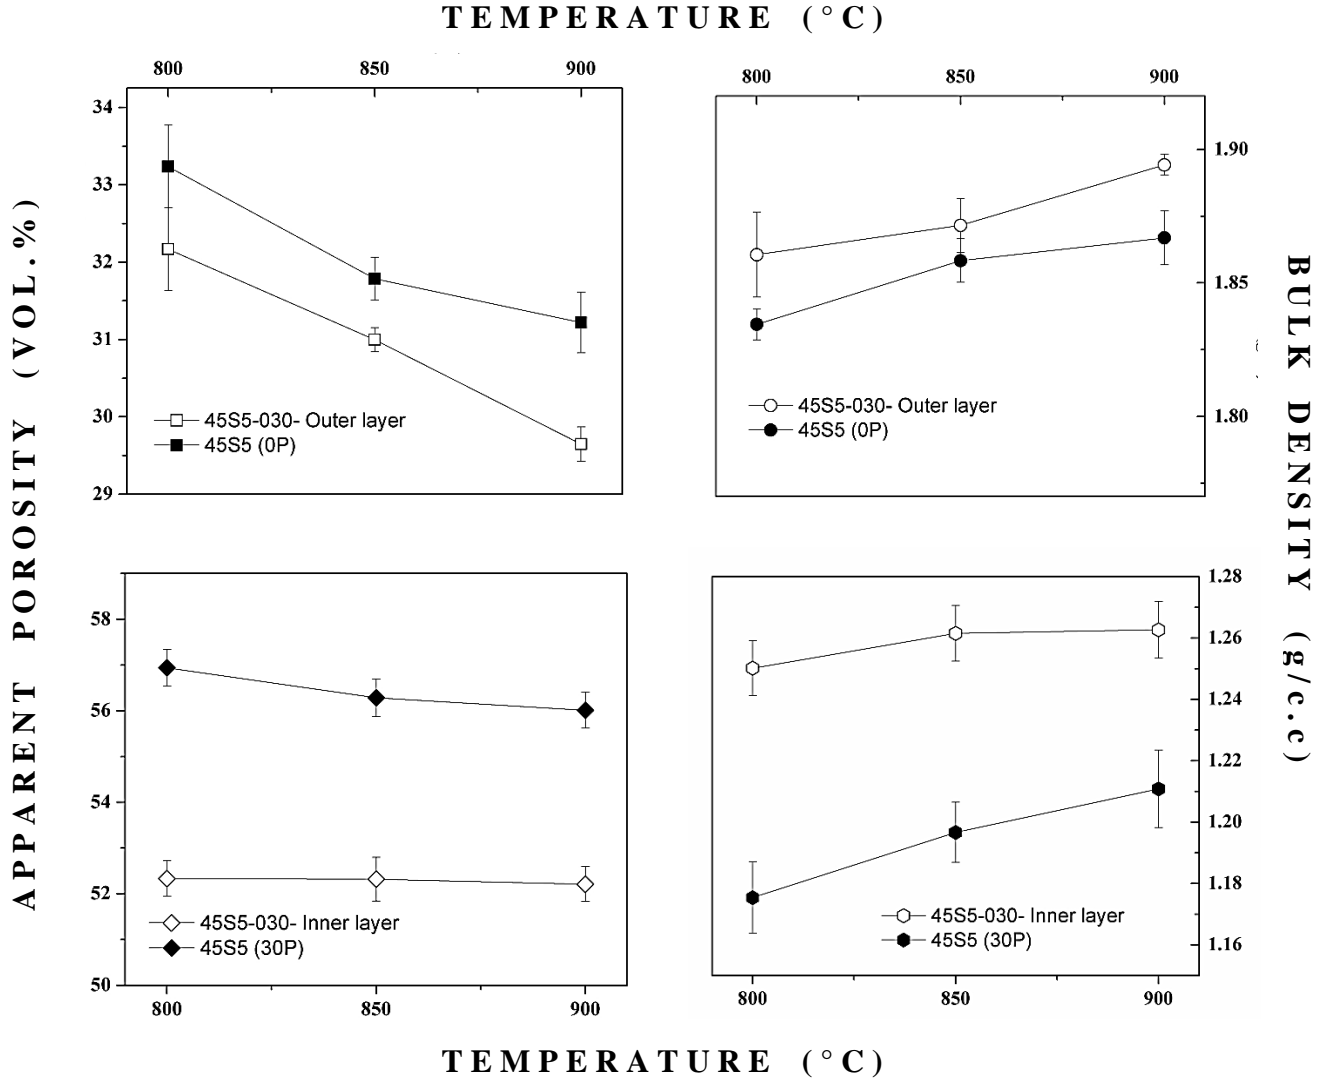 TEMPERATURE (°C)
800 850 900
34
33
32
31
30
29
45S5-030- Outer layer
45S5 (0P)
800 850 900
1.90
1.85
1.80
45S5-030- Outer layer
45S5 (0P)
APPARENT POROSITY (VOL.%)
BULK DENSITY (g/c.c)
58
56
54
52
50
45S5-030- Inner layer
45S5 (30P)
800 850 900
1.28
1.26
1.24
1.22
1.20
1.18
1.16
45S5-030- Inner layer
45S5 (30P)
800 850 900
TEMPERATURE (°C)